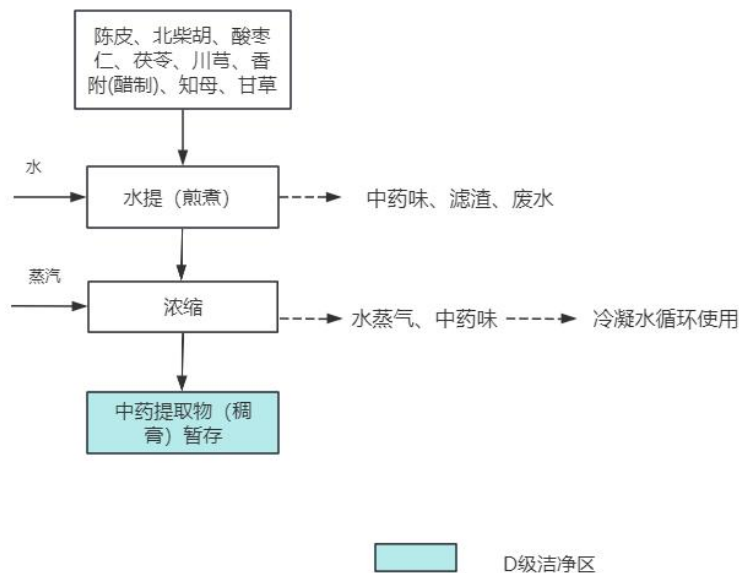 陈皮、北柴胡、酸枣
仁、茯苓、川芎、香
附(醋制)、知母、甘草
水
水提（煎煮）
中药味、滤渣、废水
蒸汽
浓缩
水蒸气、中药味
冷凝水循环使用
中药提取物（稠
膏）暂存
D级洁净区